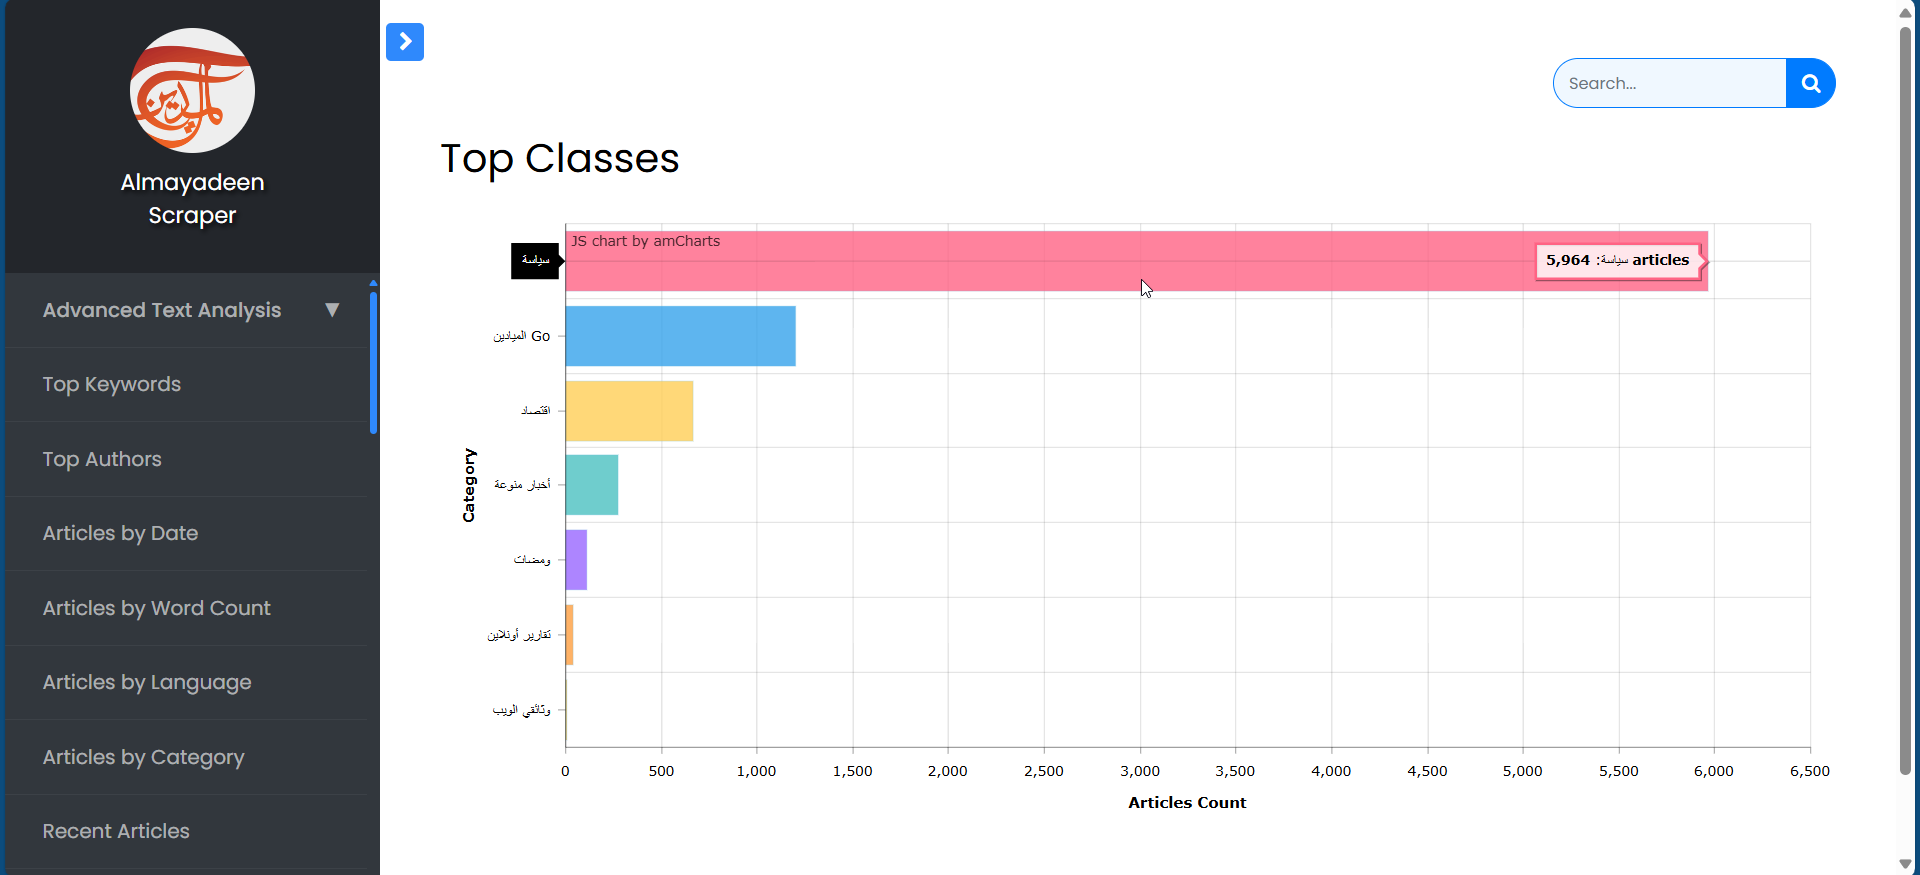 الميادين
Almayadeen
Scraper
Advanced Text Analysis ▼
Top Keywords
Top Authors
Articles by Date
Articles by Word Count
Articles by Language
Articles by Category
Recent Articles
Search...
Top Classes
JS chart by amCharts
سياسة
5,964 :سياسة articles
الميادين Go
اقتصاد
أخبار منوعة
ومضات
تقارير أونلاين
وثائقي الويب
Category
0 500 1,000 1,500 2,000 2,500 3,000 3,500 4,000 4,500 5,000 5,500 6,000 6,500
Articles Count